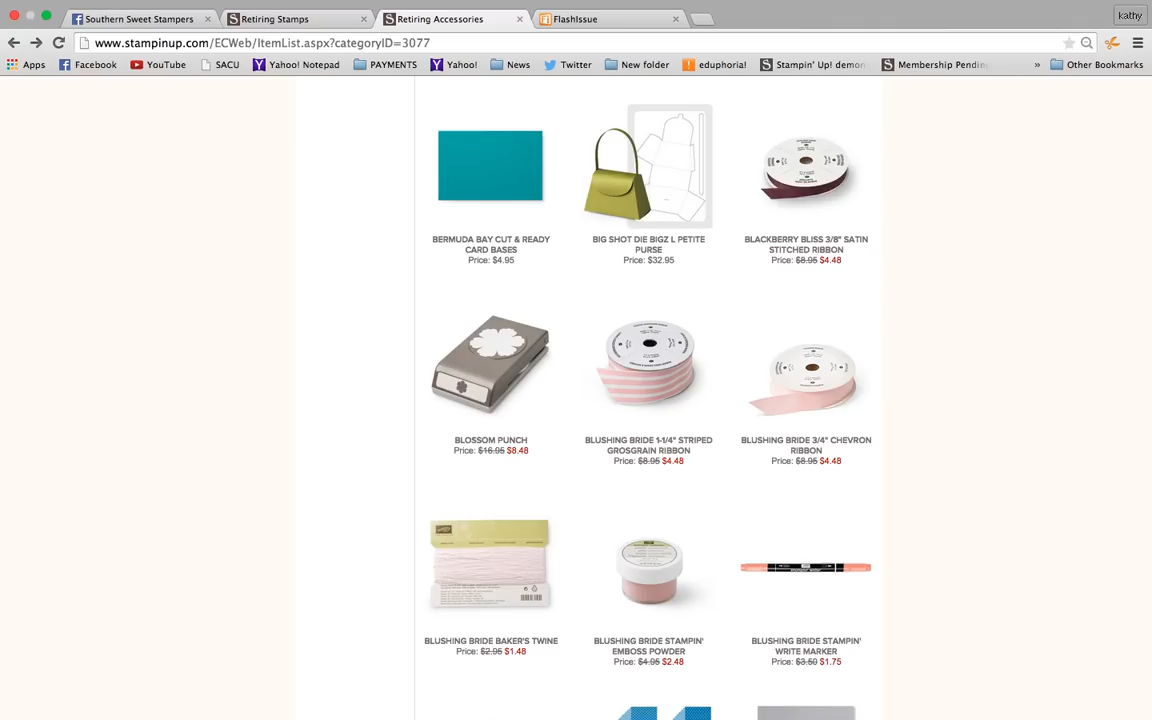 Southern Sweet Stampers
Retiring Stamps
Retiring Accessories
FlashIssue
kathy
www.stampinup.com/ECWeb/ItemList.aspx?categoryID=3077
Apps
Facebook
YouTube
SACU
Yahoo! Notepad
PAYMENTS
Yahoo!
News
Twitter
New folder
eduphoria!
Stampin' Up! demon
Membership Pending
»
Other Bookmarks
BERMUDA BAY CUT & READY
CARD BASES
Price: $4.95
BIG SHOT DIE BIGZ L PETITE
PURSE
Price: $32.95
BLACKBERRY BLISS 3/8" SATIN
STITCHED RIBBON
Price: $8.95 $4.48
BLOSSOM PUNCH
Price: $16.95 $8.48
BLUSHING BRIDE 1-1/4" STRIPED
GROSGRAIN RIBBON
Price: $8.95 $4.48
BLUSHING BRIDE 3/4" CHEVRON
RIBBON
Price: $8.95 $4.48
BLUSHING BRIDE BAKER'S TWINE
Price: $2.95 $1.48
BLUSHING BRIDE STAMPIN'
EMBOSS POWDER
Price: $4.95 $2.48
BLUSHING BRIDE STAMPIN'
WRITE MARKER
Price: $3.50 $1.75